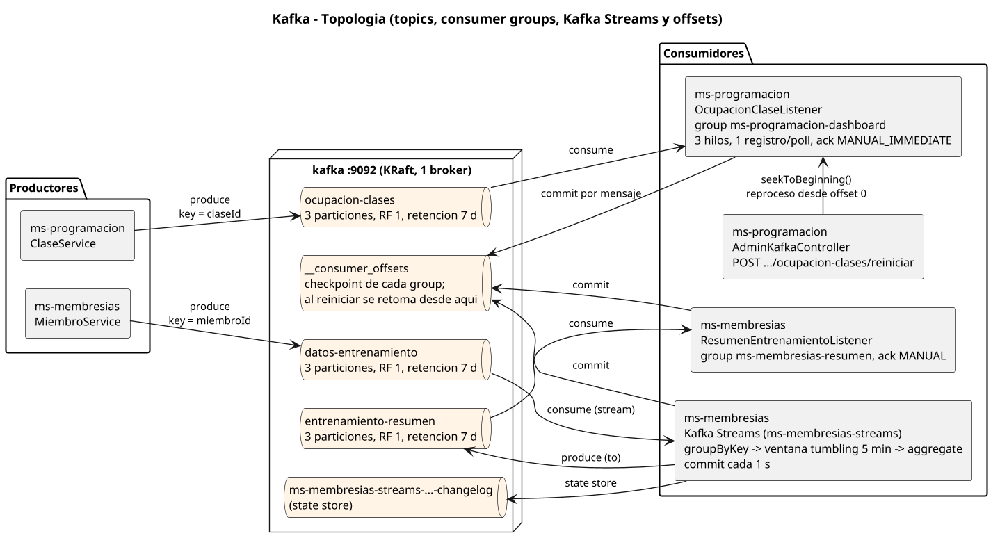 Kafka - Topologia (topics, consumer groups, Kafka Streams y offsets)
Productores
ms-programacion
ClaseService
ms-membresias
MiembroService
produce
key = claseId
produce
key = miembroId
kafka :9092 (KRaft, 1 broker)
ocupacion-clases
3 particiones, RF 1, retencion 7 d
__consumer_offsets
checkpoint de cada group;
al reiniciar se retoma desde aqui
datos-entrenamiento
3 particiones, RF 1, retencion 7 d
entrenamiento-resumen
3 particiones, RF 1, retencion 7 d
ms-membresias-streams-...-changelog
(state store)
consume
commit por mensaje
commit
consume
commit
consume (stream)
produce (to)
state store
Consumidores
ms-programacion
OcupacionClaseListener
group ms-programacion-dashboard
3 hilos, 1 registro/poll, ack MANUAL_IMMEDIATE
seekToBeginning()
reproceso desde offset 0
ms-programacion
AdminKafkaController
POST .../ocupacion-clases/reiniciar
ms-membresias
ResumenEntrenamientoListener
group ms-membresias-resumen, ack MANUAL
ms-membresias
Kafka Streams (ms-membresias-streams)
groupByKey -> ventana tumbling 5 min -> aggregate
commit cada 1 s